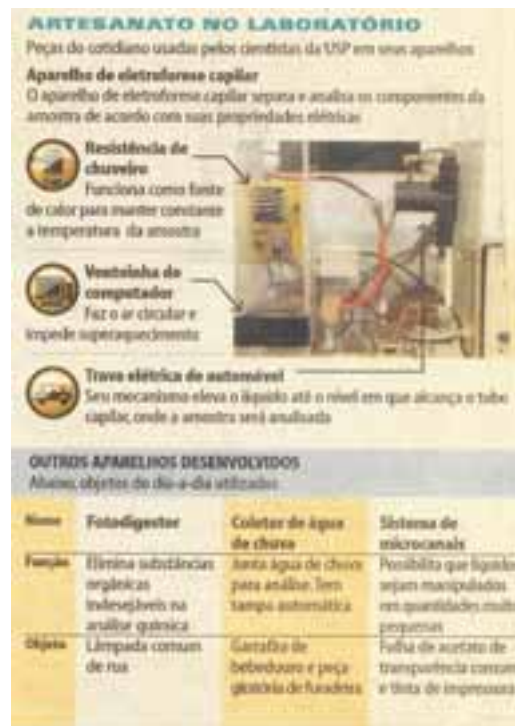 ARTESANATO NO LABORATÓRIO
Peças do cotidiano usadas pelos cientistas da USP em seus aparelhos
Aparelho de eletroforese capilar
O aparelho de eletroforese capilar separa e analisa os componentes da
amostra de acordo com suas propriedades elétricas
Resistência de
chuveiro
Funciona como fonte
de calor para manter constante
a temperatura da amostra
Ventoinha de
computador
Faz o ar circular e
impede superaquecimento
Trava elétrica de automóvel
Seu mecanismo eleva o líquido até o nível em que alcança o tubo
capilar, onde a amostra será analisada
OUTROS APARELHOS DESENVOLVIDOS
Abaixo, objetos do dia-a-dia utilizados
Nome
Fotodigestor
Coletor de água
de chuva
Sistema de
microcanais
Função
Elimina substâncias
orgânicas
indesejáveis na
análise química
Junta água de chuva
para análise. Tem
tampa automática
Possibilita que líquidos
sejam manipulados
em quantidades muito
pequenas
Objeto
Lâmpada comum
de rua
Garrafão de
bebedouro e peça
giratória de furadeira
Folha de acetato de
transparência comum
e tinta de impressora